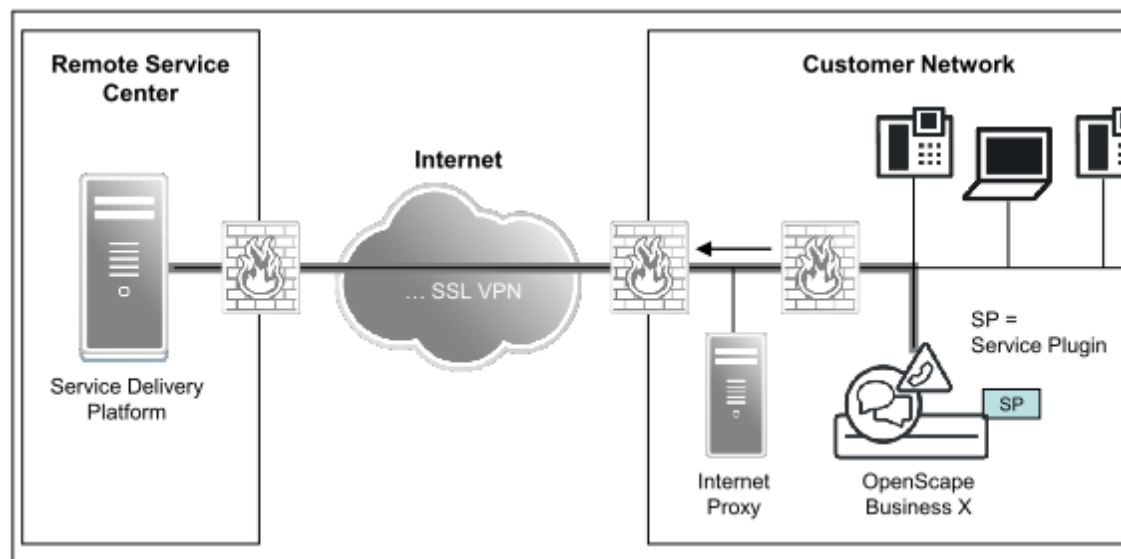 Remote Service
Center
Customer Network
Internet
... SSL VPN
SP =
Service Plugin
Service Delivery
Platform
SP
Internet
Proxy
OpenScape
Business X